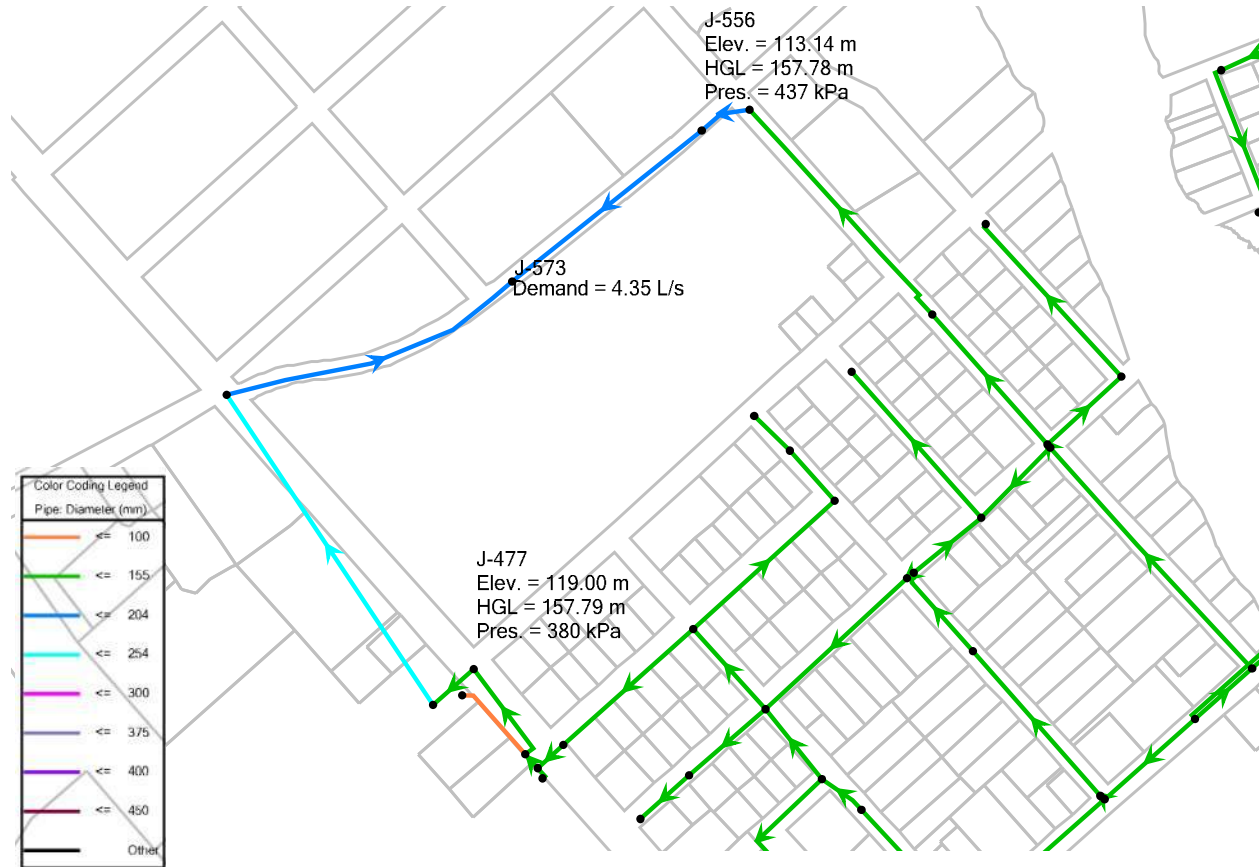 J-556
Elev. = 113.14 m
HGL = 157.78 m
Pres. = 437 kPa
J-573
Demand = 4.35 L/s
J-477
Elev. = 119.00 m
HGL = 157.79 m
Pres. = 380 kPa
Color Coding Legend
Pipe: Diameter (mm)
<= 100
<= 155
<= 204
<= 254
<= 300
<= 375
<= 400
<= 450
Other